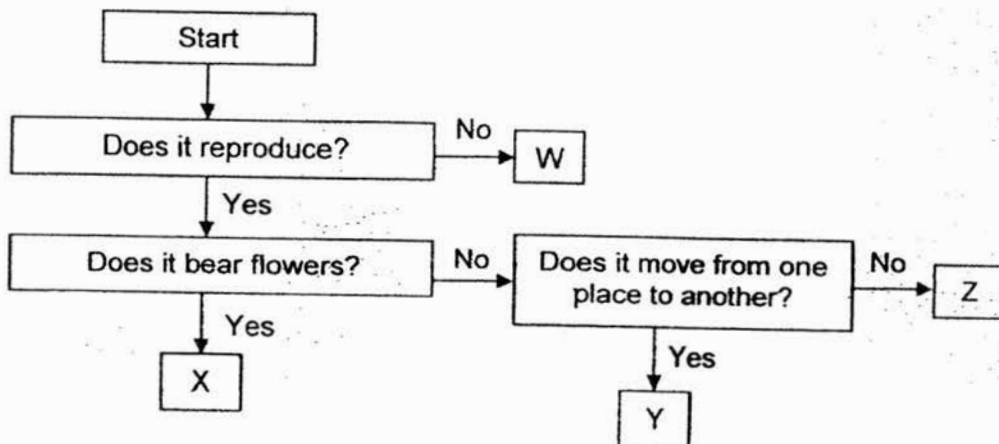 Start
Does it reproduce?
No
W
Yes
Does it bear flowers?
No
Does it move from one
place to another?
No
Z
Yes
X
Yes
Y